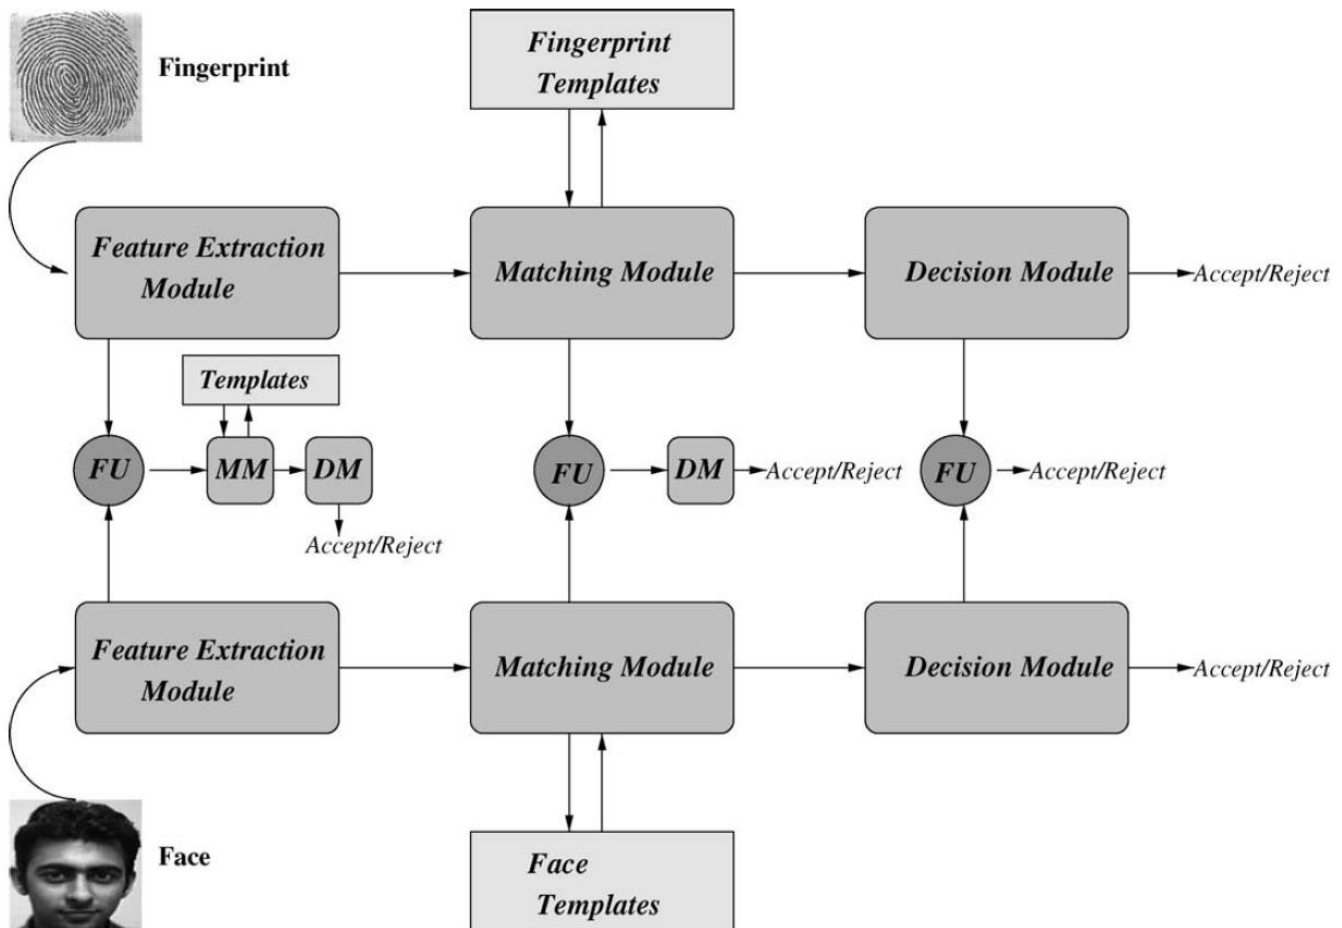 Fingerprint
Fingerprint
Templates
Feature Extraction
Module
Matching Module
Decision Module
Accept/Reject
Templates
FU
MM
DM
Accept/Reject
FU
DM
Accept/Reject
FU
Accept/Reject
Feature Extraction
Module
Matching Module
Decision Module
Accept/Reject
Face
Face
Templates